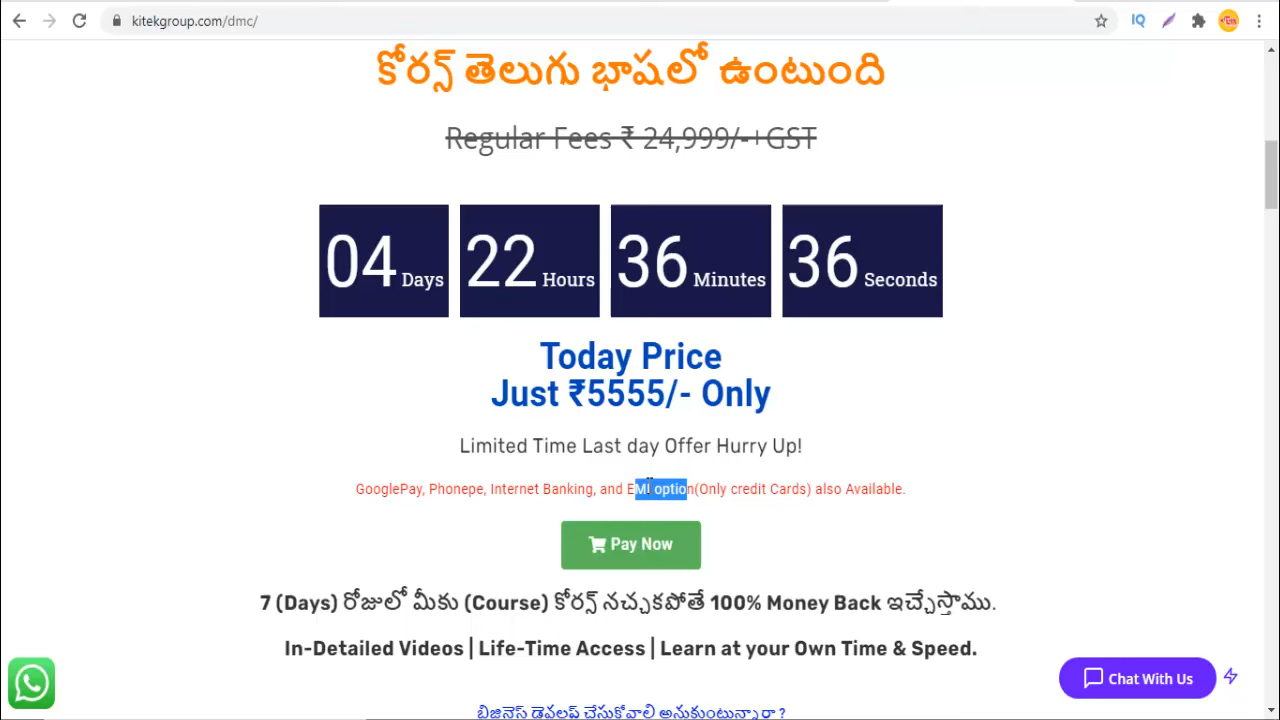 kitekgroup.com/dmc/
కోర్స్ తెలుగు భాషలో ఉంటుంది
Regular Fees ₹ 24,999/-+GST
04 Days 22 Hours 36 Minutes 36 Seconds
Today Price
Just ₹5555/- Only
Limited Time Last day Offer Hurry Up!
GooglePay, Phonepe, Internet Banking, and EMI option(Only credit Cards) also Available.
Pay Now
7 (Days) రోజులో మీకు (Course) కోర్స్ నచ్చకపోతే 100% Money Back ఇచ్చేస్తాము.
In-Detailed Videos | Life-Time Access | Learn at your Own Time & Speed.
Chat With Us
బిజినెస్ డెవలప్ చేసుకోవాలి అనుకుంటున్నారా ?